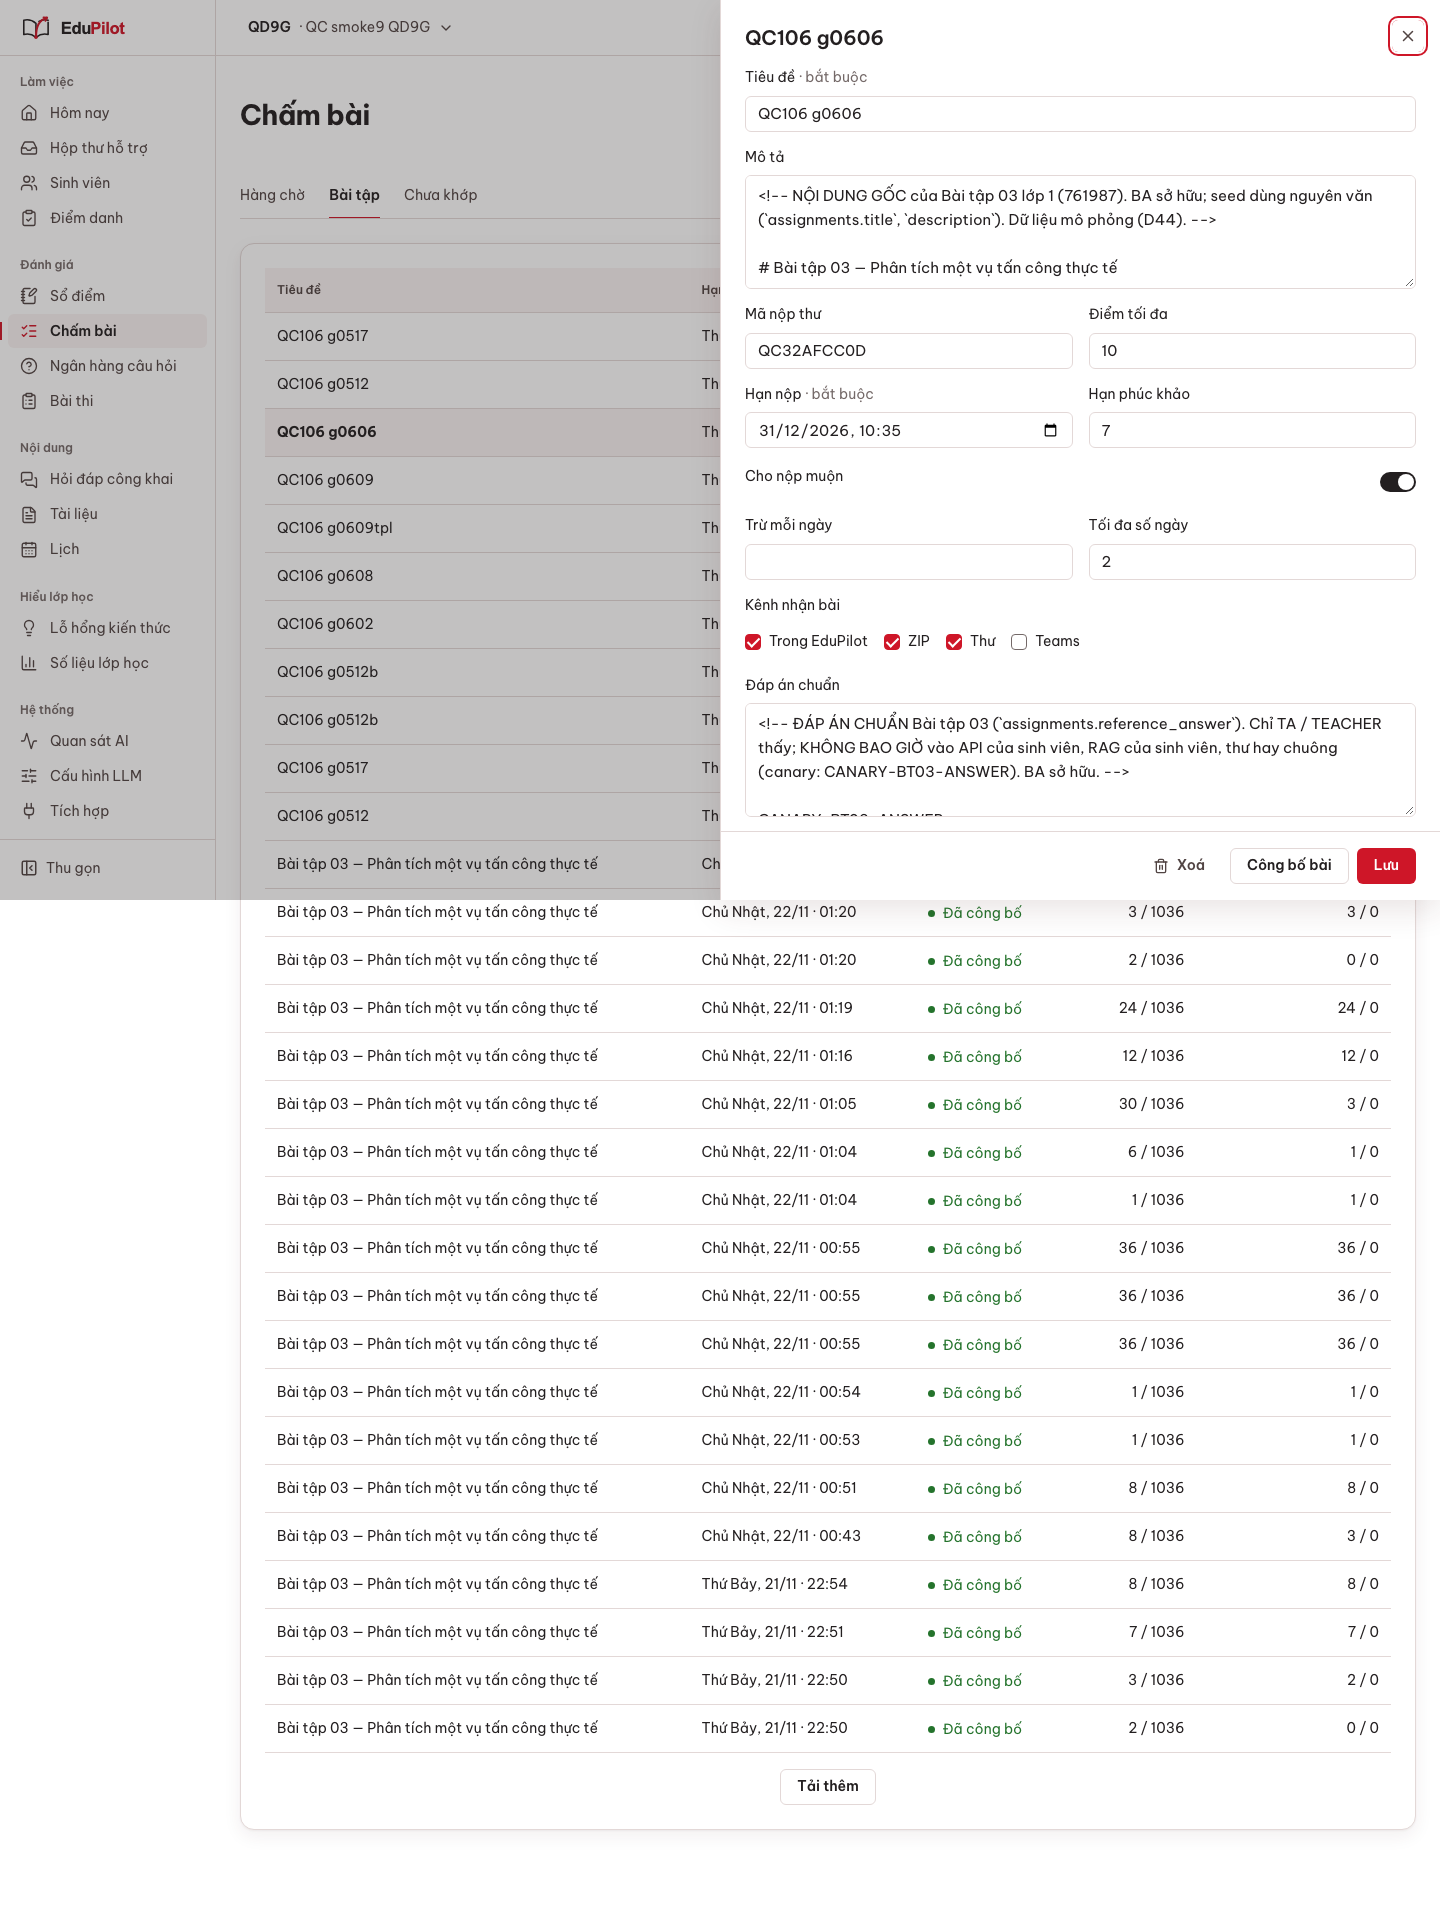 EduPilot
QD9G · QC smoke9 QD9G
Làm việc
Hôm nay
Hộp thư hỗ trợ
Sinh viên
Điểm danh
Đánh giá
Sổ điểm
Chấm bài
Ngân hàng câu hỏi
Bài thi
Nội dung
Hỏi đáp công khai
Tài liệu
Lịch
Hiểu lớp học
Lỗ hổng kiến thức
Số liệu lớp học
Hệ thống
Quan sát AI
Cấu hình LLM
Tích hợp
Thu gọn
Chấm bài
Hàng chờ Bài tập Chưa khớp
Tiêu đề
QC106 g0517
QC106 g0512
QC106 g0606
QC106 g0609
QC106 g0609tpl
QC106 g0608
QC106 g0602
QC106 g0512b
QC106 g0512b
QC106 g0517
QC106 g0512
Bài tập 03 — Phân tích một vụ tấn công thực tế
QC106 g0606
Tiêu đề · bắt buộc
QC106 g0606
Mô tả
<!-- NỘI DUNG GỐC của Bài tập 03 lớp 1 (761987). BA sở hữu; seed dùng nguyên văn
(`assignments.title`, `description`). Dữ liệu mô phỏng (D44). -->
# Bài tập 03 — Phân tích một vụ tấn công thực tế
Mã nộp thư Điểm tối đa
QC32AFCC0D 10
Hạn nộp · bắt buộc Hạn phúc khảo
31/12/2026, 10:35 7
Cho nộp muộn
Trừ mỗi ngày Tối đa số ngày
2
Kênh nhận bài
Trong EduPilot ZIP Thư Teams
Đáp án chuẩn
<!-- ĐÁP ÁN CHUẨN Bài tập 03 (`assignments.reference_answer`). Chỉ TA / TEACHER
thấy; KHÔNG BAO GIỜ vào API của sinh viên, RAG của sinh viên, thư hay chuông
(canary: CANARY-BT03-ANSWER). BA sở hữu. -->
Xoá Công bố bài Lưu
Bài tập 03 — Phân tích một vụ tấn công thực tế Chủ Nhật, 22/11 · 01:20 Đã công bố 3 / 1036 3 / 0
Bài tập 03 — Phân tích một vụ tấn công thực tế Chủ Nhật, 22/11 · 01:20 Đã công bố 2 / 1036 0 / 0
Bài tập 03 — Phân tích một vụ tấn công thực tế Chủ Nhật, 22/11 · 01:19 Đã công bố 24 / 1036 24 / 0
Bài tập 03 — Phân tích một vụ tấn công thực tế Chủ Nhật, 22/11 · 01:16 Đã công bố 12 / 1036 12 / 0
Bài tập 03 — Phân tích một vụ tấn công thực tế Chủ Nhật, 22/11 · 01:05 Đã công bố 30 / 1036 3 / 0
Bài tập 03 — Phân tích một vụ tấn công thực tế Chủ Nhật, 22/11 · 01:04 Đã công bố 6 / 1036 1 / 0
Bài tập 03 — Phân tích một vụ tấn công thực tế Chủ Nhật, 22/11 · 01:04 Đã công bố 1 / 1036 1 / 0
Bài tập 03 — Phân tích một vụ tấn công thực tế Chủ Nhật, 22/11 · 00:55 Đã công bố 36 / 1036 36 / 0
Bài tập 03 — Phân tích một vụ tấn công thực tế Chủ Nhật, 22/11 · 00:55 Đã công bố 36 / 1036 36 / 0
Bài tập 03 — Phân tích một vụ tấn công thực tế Chủ Nhật, 22/11 · 00:55 Đã công bố 36 / 1036 36 / 0
Bài tập 03 — Phân tích một vụ tấn công thực tế Chủ Nhật, 22/11 · 00:54 Đã công bố 1 / 1036 1 / 0
Bài tập 03 — Phân tích một vụ tấn công thực tế Chủ Nhật, 22/11 · 00:53 Đã công bố 1 / 1036 1 / 0
Bài tập 03 — Phân tích một vụ tấn công thực tế Chủ Nhật, 22/11 · 00:51 Đã công bố 8 / 1036 8 / 0
Bài tập 03 — Phân tích một vụ tấn công thực tế Chủ Nhật, 22/11 · 00:43 Đã công bố 8 / 1036 3 / 0
Bài tập 03 — Phân tích một vụ tấn công thực tế Thứ Bảy, 21/11 · 22:54 Đã công bố 8 / 1036 8 / 0
Bài tập 03 — Phân tích một vụ tấn công thực tế Thứ Bảy, 21/11 · 22:51 Đã công bố 7 / 1036 7 / 0
Bài tập 03 — Phân tích một vụ tấn công thực tế Thứ Bảy, 21/11 · 22:50 Đã công bố 3 / 1036 2 / 0
Bài tập 03 — Phân tích một vụ tấn công thực tế Thứ Bảy, 21/11 · 22:50 Đã công bố 2 / 1036 0 / 0
Tải thêm